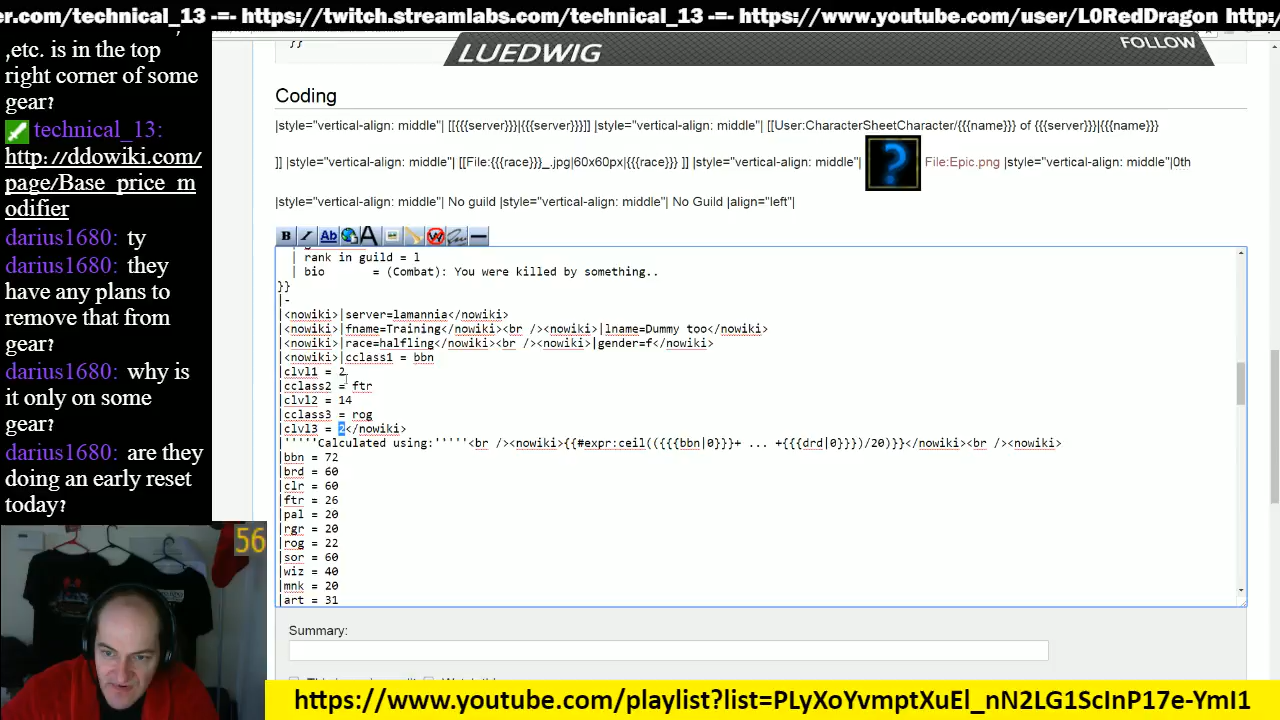 er.com/technical_13 -=- https://twitch.streamlabs.com/technical_13 -=- https://www.youtube.com/user/L0RedDragon http:/
,etc. is in the top
right corner of some
gear?
technical_13:
http://ddowiki.com/
page/Base_price_m
odifier
darius1680: ty
darius1680: they
have any plans to
remove that from
gear?
darius1680: why is
it only on some
gear?
darius1680: are they
doing an early reset
today?
56
}}
LUEDWIG
FOLLOW
Coding
|style="vertical-align: middle"| [[{{{server}}}|{{{server}}}]] |style="vertical-align: middle"| [[User:CharacterSheetCharacter/{{{name}}} of {{{server}}}|{{{name}}}
]] |style="vertical-align: middle"| [[File:{{{race}}}_.jpg|60x60px|{{{race}}} ]] |style="vertical-align: middle"| ? File:Epic.png |style="vertical-align: middle"|0th
|style="vertical-align: middle"| No guild |style="vertical-align: middle"| No Guild |align="left"|
B I Ab A W
| rank in guild = 1
| bio = (Combat): You were killed by something..
}}
|-
|<nowiki>|server=lamannia</nowiki>
|<nowiki>|fname=Training</nowiki><br /><nowiki>|lname=Dummy too</nowiki>
|<nowiki>|race=halfling</nowiki><br /><nowiki>|gender=f</nowiki>
|<nowiki>|cclass1 = bbn
|clvl1 = 2
|cclass2 = ftr
|clvl2 = 14
|cclass3 = rog
|clvl3 = 2</nowiki>
|'''''Calculated using:'''''<br /><nowiki>{{#expr:ceil(({{{bbn|0}}}+ ... +{{{drd|0}}})/20)}}</nowiki><br /><nowiki>
|bbn = 72
|brd = 60
|clr = 60
|ftr = 26
|pal = 20
|rgr = 20
|rog = 22
|sor = 60
|wiz = 40
|mnk = 20
|art = 31
Summary:
https://www.youtube.com/playlist?list=PLyXoYvmptXuEl_nN2LG1ScInP17e-YmI1